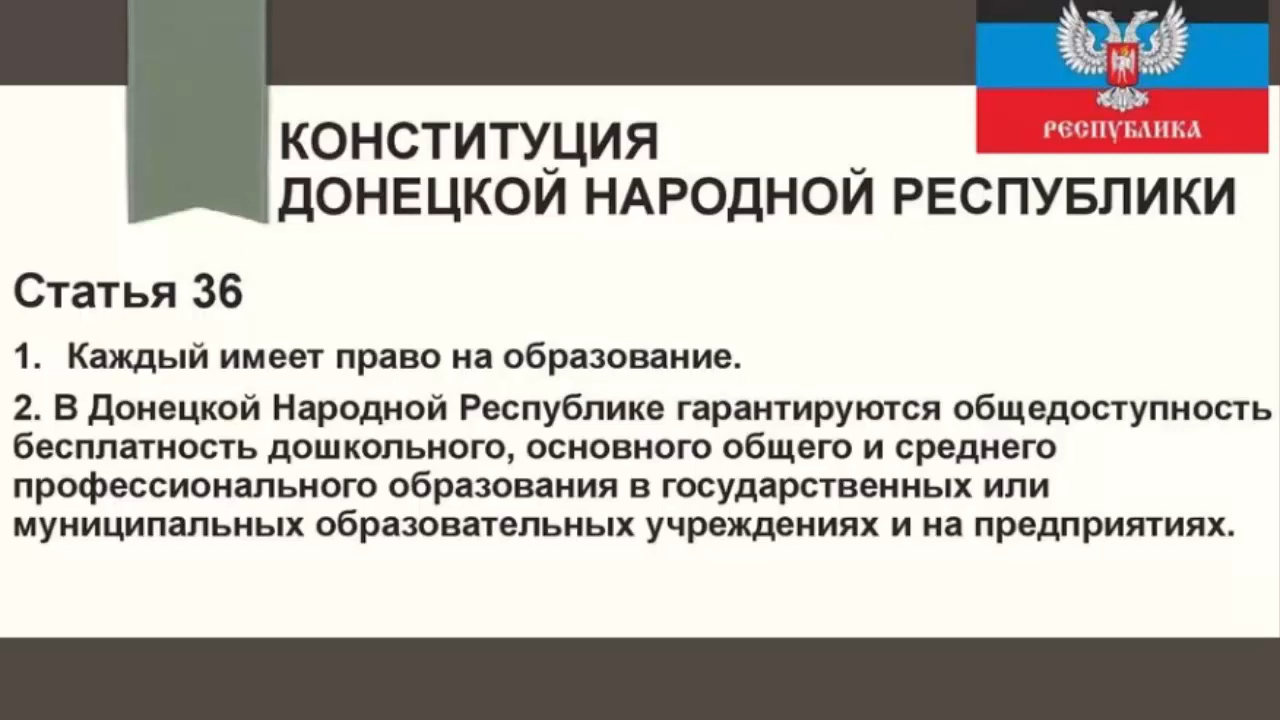 РЕСПУБЛИКА
КОНСТИТУЦИЯ
ДОНЕЦКОЙ НАРОДНОЙ РЕСПУБЛИКИ
Статья 36
1. Каждый имеет право на образование.
2. В Донецкой Народной Республике гарантируются общедоступность
бесплатность дошкольного, основного общего и среднего
профессионального образования в государственных или
муниципальных образовательных учреждениях и на предприятиях.